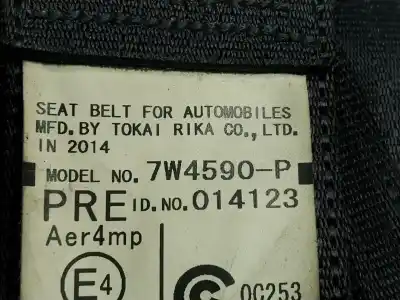 SEAT BELT FOR AUTOMOBILES
MFD. BY TOKAI RIKA CO., LTD.
IN 2014
MODEL NO. 7W4590-P
PRE ID.NO. 014123
Aer4mp
E4 0C253